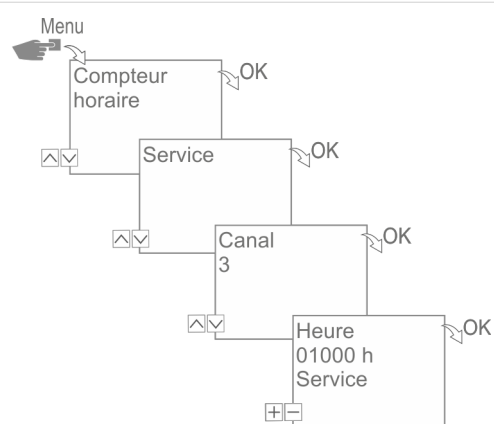 Menu
Compteur
horaire
OK
Service
OK
Canal
3
OK
Heure
01000 h
Service
OK
+ −